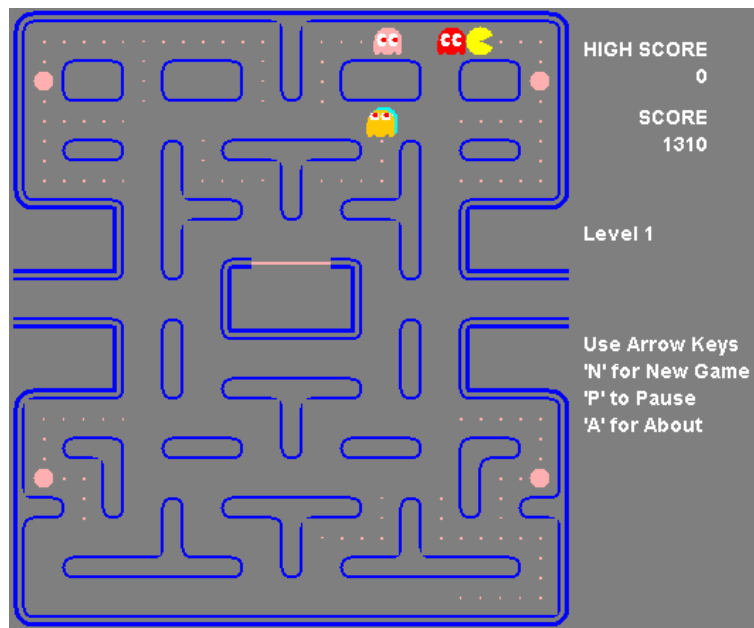 HIGH SCORE
0
SCORE
1310
Level 1
Use Arrow Keys
'N' for New Game
'P' to Pause
'A' for About